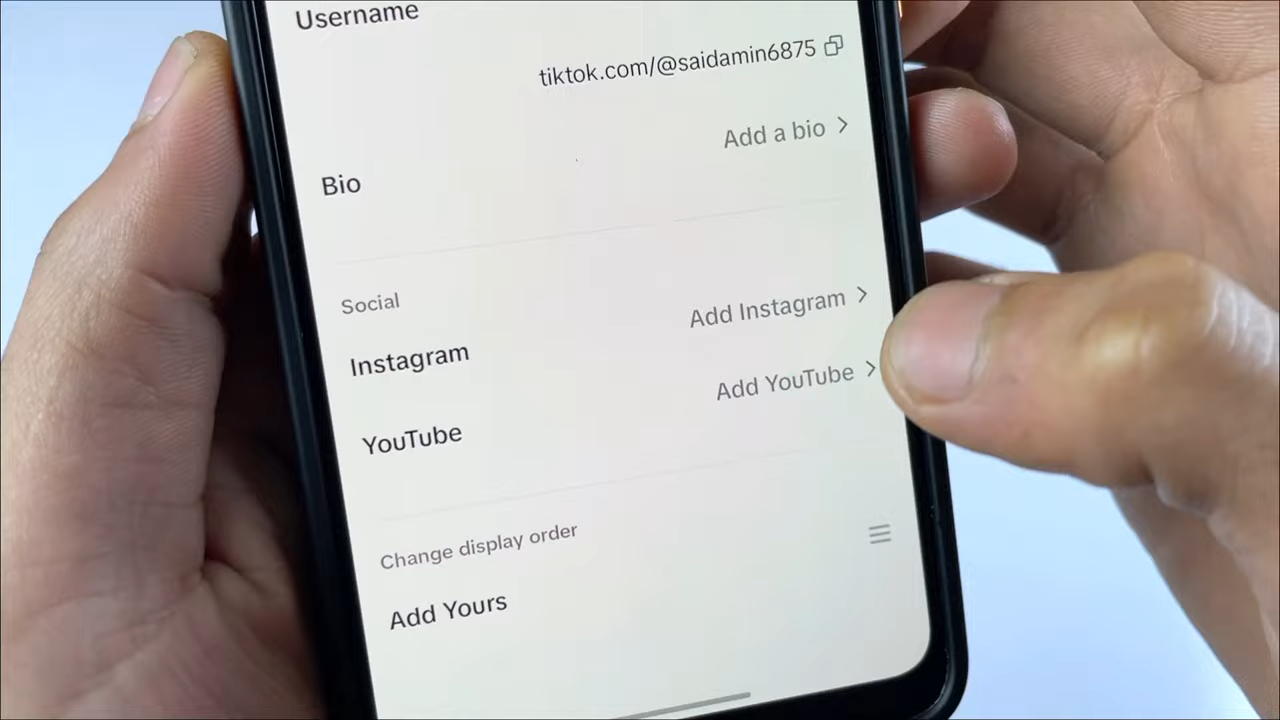 Username
tiktok.com/@saidamin6875
Add a bio
Bio
Social
Instagram Add Instagram
YouTube Add YouTube
Change display order
Add Yours